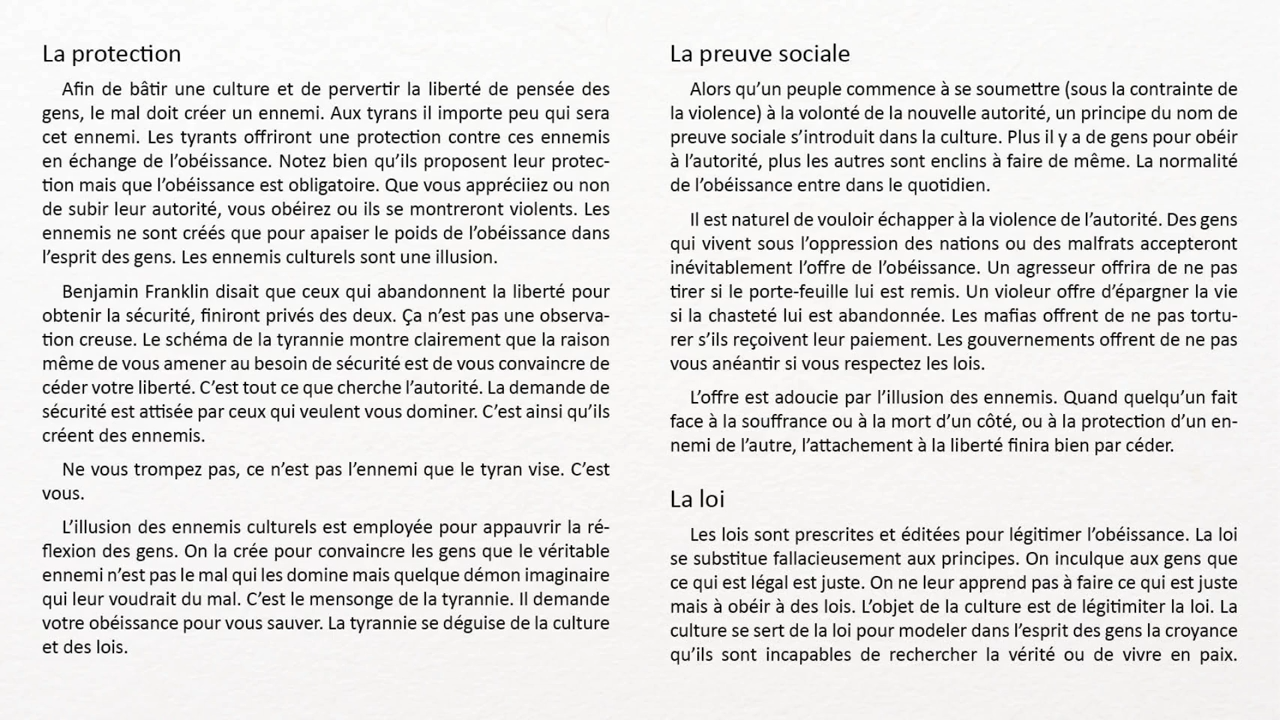 La protection
Afin de bâtir une culture et de pervertir la liberté de pensée des
gens, le mal doit créer un ennemi. Aux tyrans il importe peu qui sera
cet ennemi. Les tyrants offriront une protection contre ces ennemis
en échange de l'obéissance. Notez bien qu'ils proposent leur protec-
tion mais que l'obéissance est obligatoire. Que vous appréciiez ou non
de subir leur autorité, vous obéirez ou ils se montreront violents. Les
ennemis ne sont créés que pour apaiser le poids de l'obéissance dans
l'esprit des gens. Les ennemis culturels sont une illusion.
Benjamin Franklin disait que ceux qui abandonnent la liberté pour
obtenir la sécurité, finiront privés des deux. Ça n'est pas une observa-
tion creuse. Le schéma de la tyrannie montre clairement que la raison
même de vous amener au besoin de sécurité est de vous convaincre de
céder votre liberté. C'est tout ce que cherche l'autorité. La demande de
sécurité est attisée par ceux qui veulent vous dominer. C'est ainsi qu'ils
créent des ennemis.
Ne vous trompez pas, ce n'est pas l'ennemi que le tyran vise. C'est
vous.
L'illusion des ennemis culturels est employée pour appauvrir la ré-
flexion des gens. On la crée pour convaincre les gens que le véritable
ennemi n'est pas le mal qui les domine mais quelque démon imaginaire
qui leur voudrait du mal. C'est le mensonge de la tyrannie. Il demande
votre obéissance pour vous sauver. La tyrannie se déguise de la culture
et des lois.
La preuve sociale
Alors qu'un peuple commence à se soumettre (sous la contrainte de
la violence) à la volonté de la nouvelle autorité, un principe du nom de
preuve sociale s'introduit dans la culture. Plus il y a de gens pour obéir
à l'autorité, plus les autres sont enclins à faire de même. La normalité
de l'obéissance entre dans le quotidien.
Il est naturel de vouloir échapper à la violence de l'autorité. Des gens
qui vivent sous l'oppression des nations ou des malfrats accepteront
inévitablement l'offre de l'obéissance. Un agresseur offrira de ne pas
tirer si le porte-feuille lui est remis. Un violeur offre d'épargner la vie
si la chasteté lui est abandonnée. Les mafias offrent de ne pas tortu-
rer s'ils reçoivent leur paiement. Les gouvernements offrent de ne pas
vous anéantir si vous respectez les lois.
L'offre est adoucie par l'illusion des ennemis. Quand quelqu'un fait
face à la souffrance ou à la mort d'un côté, ou à la protection d'un en-
nemi de l'autre, l'attachement à la liberté finira bien par céder.
La loi
Les lois sont prescrites et éditées pour légitimer l'obéissance. La loi
se substitue fallacieusement aux principes. On inculque aux gens que
ce qui est légal est juste. On ne leur apprend pas à faire ce qui est juste
mais à obéir à des lois. L'objet de la culture est de légitimiter la loi. La
culture se sert de la loi pour modeler dans l'esprit des gens la croyance
qu'ils sont incapables de rechercher la vérité ou de vivre en paix.